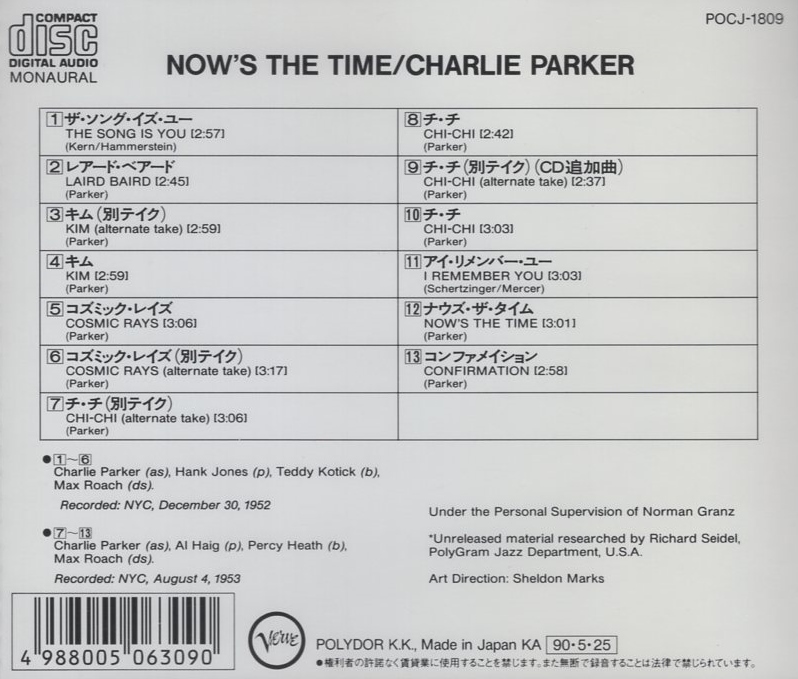 COMPACT
disc
DIGITAL AUDIO
MONAURAL
POCJ-1809
NOW'S THE TIME/CHARLIE PARKER
1 ザ・ソング・イズ・ユー
THE SONG IS YOU [2:57]
(Kern/Hammerstein)
2 レアード・ベアード
LAIRD BAIRD [2:45]
(Parker)
3 キム(別テイク)
KIM (alternate take) [2:59]
(Parker)
4 キム
KIM [2:59]
(Parker)
5 コズミック・レイズ
COSMIC RAYS [3:06]
(Parker)
6 コズミック・レイズ(別テイク)
COSMIC RAYS (alternate take) [3:17]
(Parker)
7 チ・チ(別テイク)
CHI-CHI (alternate take) [3:06]
(Parker)
8 チ・チ
CHI-CHI [2:42]
(Parker)
9 チ・チ(別テイク)(CD追加曲)
CHI-CHI (alternate take) [2:37]
(Parker)
10 チ・チ
CHI-CHI [3:03]
(Parker)
11 アイ・リメンバー・ユー
I REMEMBER YOU [3:03]
(Schertzinger/Mercer)
12 ナウズ・ザ・タイム
NOW'S THE TIME [3:01]
(Parker)
13 コンファメイション
CONFIRMATION [2:58]
(Parker)
●1~6
Charlie Parker (as), Hank Jones (p), Teddy Kotick (b),
Max Roach (ds).
Recorded: NYC, December 30, 1952
●7~13
Charlie Parker (as), Al Haig (p), Percy Heath (b),
Max Roach (ds).
Recorded: NYC, August 4, 1953
Under the Personal Supervision of Norman Granz
*Unreleased material researched by Richard Seidel,
PolyGram Jazz Department, U.S.A.
Art Direction: Sheldon Marks
4 988005 063090
Verve
POLYDOR K.K., Made in Japan KA 90・5・25
●権利者の許諾なく賃貸業に使用することを禁じます。また無断で録音することは法律で禁じられています。